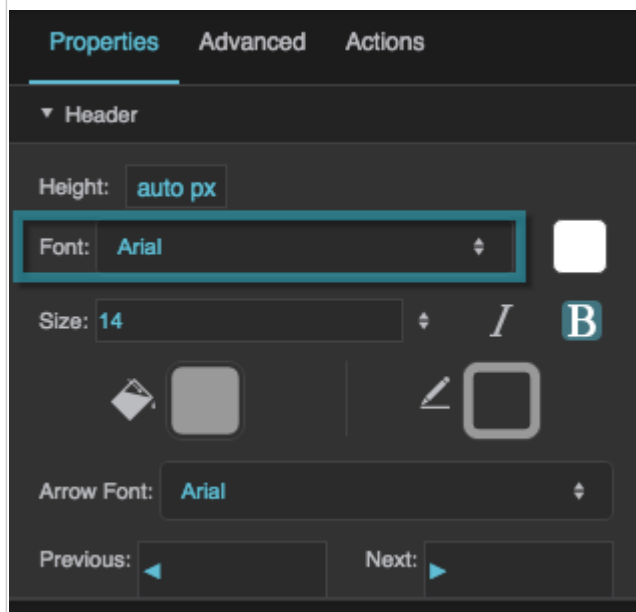 Properties Advanced Actions
▼ Header
Height: auto px
Font: Arial
Size: 14 I B
Arrow Font: Arial
Previous: ◀ Next: ▶